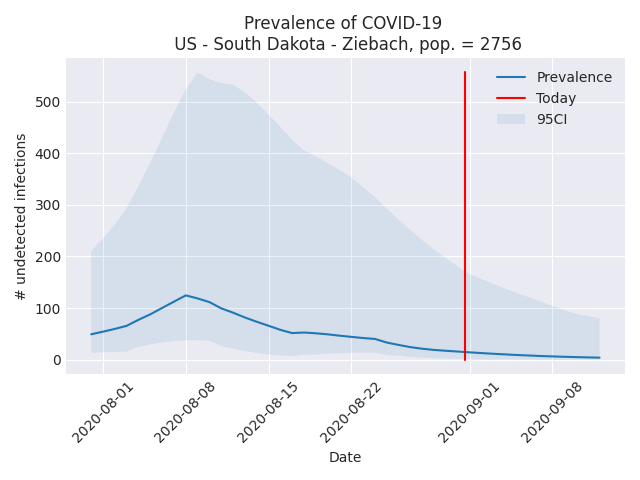 Prevalence of COVID-19
US - South Dakota - Ziebach, pop. = 2756
# undetected infections
500
400
300
200
100
0
Prevalence
Today
95CI
2020-08-01
2020-08-08
2020-08-15
2020-08-22
2020-09-01
2020-09-08
Date